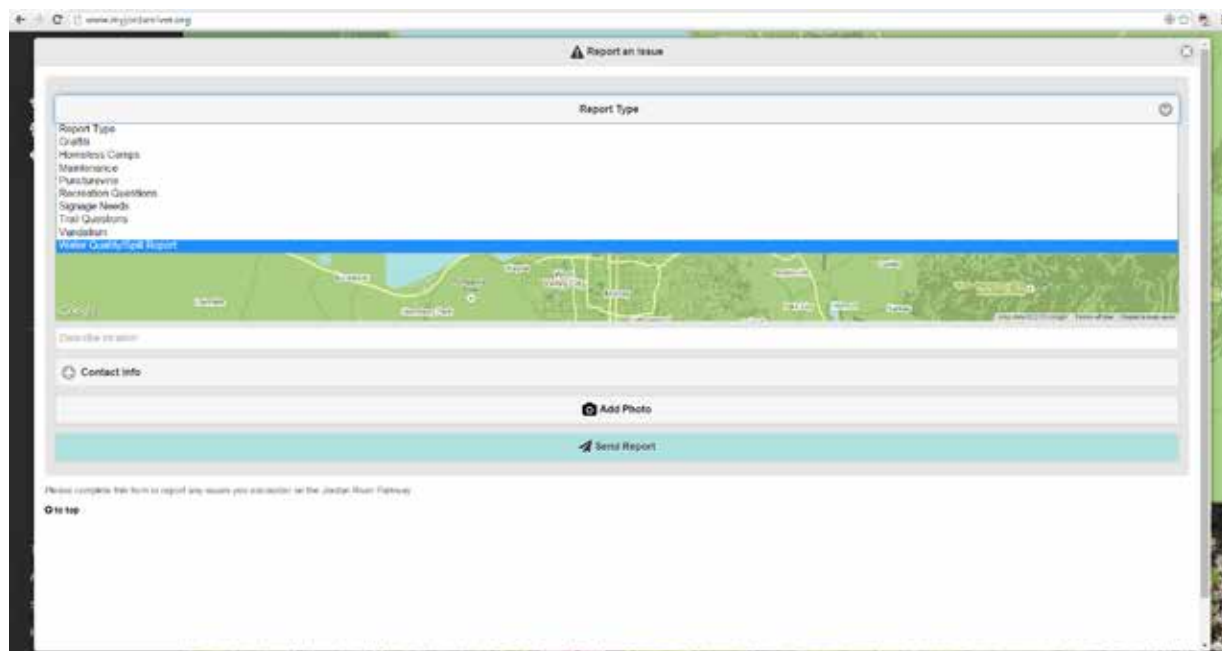 www.myjordanriver.org
Report an Issue
Report Type
Report Type
Graffiti
Homeless Camps
Maintenance
Puncturevine
Recreation Questions
Signage Needs
Trail Questions
Vandalism
Water Quality/Spill Report
Describe location
Contact Info
Add Photo
Send Report
Please complete this form to report any issues you encounter on the Jordan River Parkway
to top